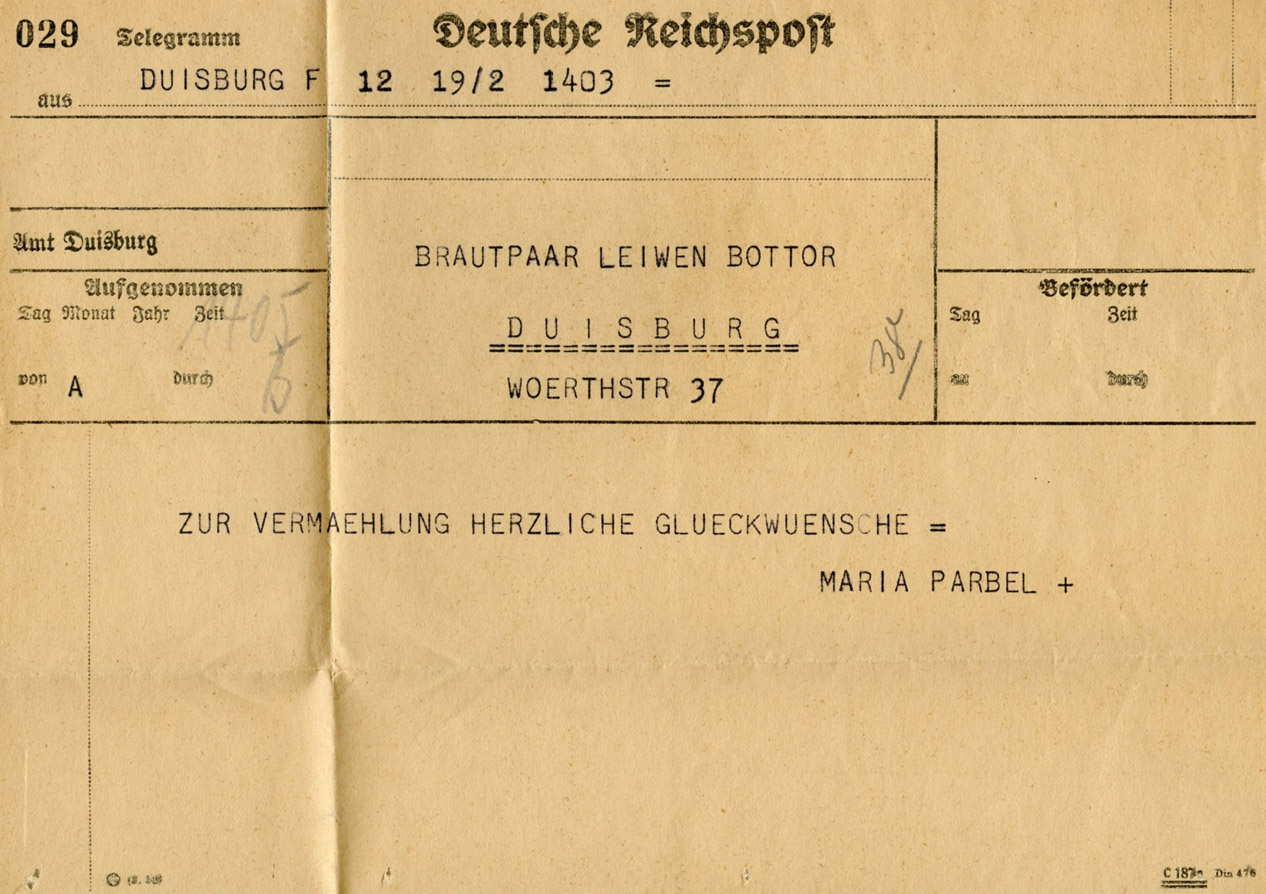 029 Telegramm Deutsche Reichspost
DUISBURG F 12 19/2 1403 =
aus
Amt Duisburg
BRAUTPAAR LEIWEN BOTTOR
Aufgenommen
Befördert
Tag Monat Jahr Zeit
DUISBURG
Tag Zeit
von A durch
WOERTHSTR 37
an durch
ZUR VERMAEHLUNG HERZLICHE GLUECKWUENSCHE =
MARIA PARBEL +
Din 476